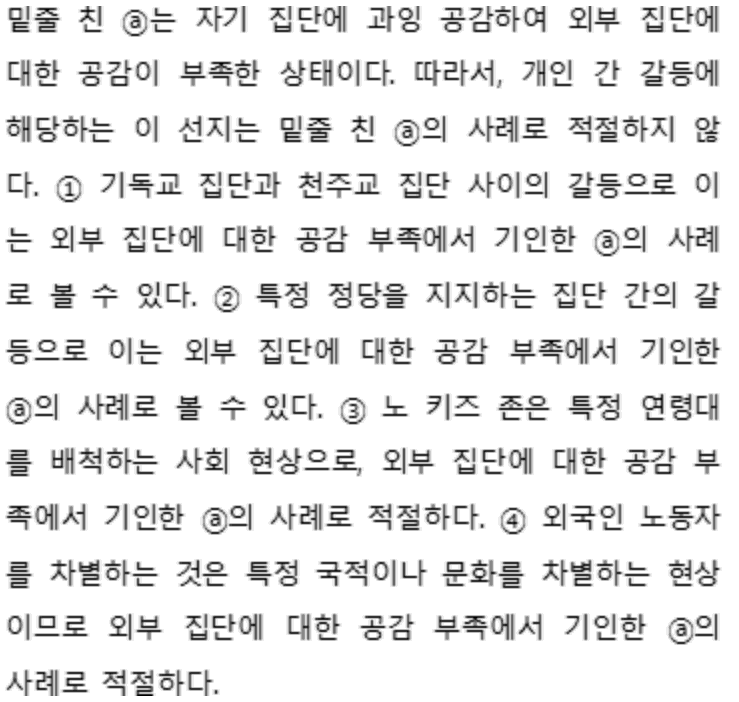 밑줄 친 ⓐ는 자기 집단에 과잉 공감하여 외부 집단에
대한 공감이 부족한 상태이다. 따라서, 개인 간 갈등에
해당하는 이 선지는 밑줄 친 ⓐ의 사례로 적절하지 않
다. ① 기독교 집단과 천주교 집단 사이의 갈등으로 이
는 외부 집단에 대한 공감 부족에서 기인한 ⓐ의 사례
로 볼 수 있다. ② 특정 정당을 지지하는 집단 간의 갈
등으로 이는 외부 집단에 대한 공감 부족에서 기인한
ⓐ의 사례로 볼 수 있다. ③ 노 키즈 존은 특정 연령대
를 배척하는 사회 현상으로, 외부 집단에 대한 공감 부
족에서 기인한 ⓐ의 사례로 적절하다. ④ 외국인 노동자
를 차별하는 것은 특정 국적이나 문화를 차별하는 현상
이므로 외부 집단에 대한 공감 부족에서 기인한 ⓐ의
사례로 적절하다.